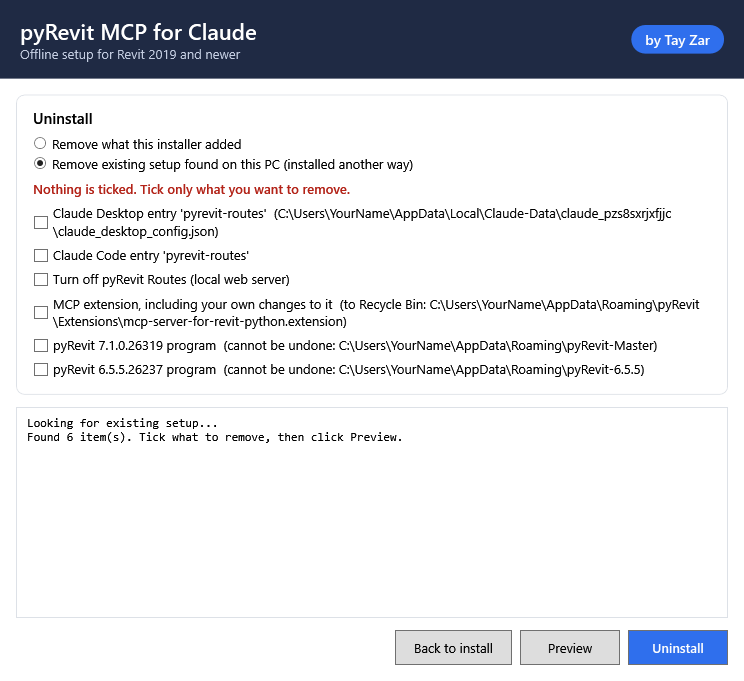 pyRevit MCP for Claude
Offline setup for Revit 2019 and newer
by Tay Zar
Uninstall
Remove what this installer added
Remove existing setup found on this PC (installed another way)
Nothing is ticked. Tick only what you want to remove.
Claude Desktop entry 'pyrevit-routes'  (C:\Users\YourName\AppData\Local\Claude-Data\claude_pzs8sxrjxfjjc
\claude_desktop_config.json)
Claude Code entry 'pyrevit-routes'
Turn off pyRevit Routes (local web server)
MCP extension, including your own changes to it  (to Recycle Bin: C:\Users\YourName\AppData\Roaming\pyRevit
\Extensions\mcp-server-for-revit-python.extension)
pyRevit 7.1.0.26319 program  (cannot be undone: C:\Users\YourName\AppData\Roaming\pyRevit-Master)
pyRevit 6.5.5.26237 program  (cannot be undone: C:\Users\YourName\AppData\Roaming\pyRevit-6.5.5)
Looking for existing setup...
Found 6 item(s). Tick what to remove, then click Preview.
Back to install
Preview
Uninstall